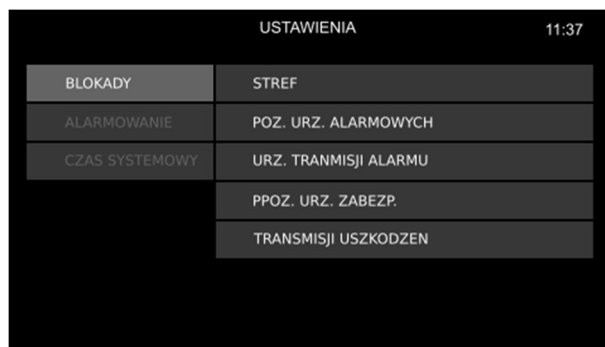 USTAWIENIA 11:37
BLOKADY STREF
ALARMOWANIE POZ. URZ. ALARMOWYCH
CZAS SYSTEMOWY URZ. TRANMISJI ALARMU
PPOZ. URZ. ZABEZP.
TRANSMISJI USZKODZEN